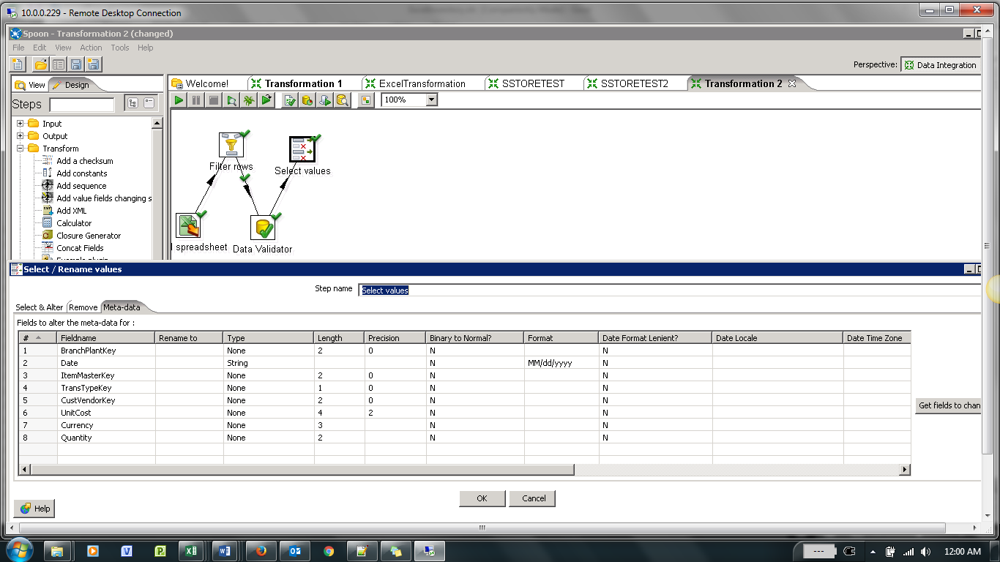 10.0.0.229 - Remote Desktop Connection
Spoon - Transformation 2 (changed)
File Edit View Action Tools Help
Perspective: Data Integration
View Design
Welcome! Transformation 1 ExcelTransformation SSTORETEST SSTORETEST2 Transformation 2
Steps
100%
Input
Output
Transform
Add a checksum
Add constants
Add sequence
Add value fields changing s
Add XML
Calculator
Closure Generator
Concat Fields
Filter rows
Select values
l spreadsheet
Data Validator
Select / Rename values
Step name Select values
Select & Alter Remove Meta-data
Fields to alter the meta-data for :
# Fieldname Rename to Type Length Precision Binary to Normal? Format Date Format Lenient? Date Locale Date Time Zone
1 BranchPlantKey None 2 0 N N
2 Date String N MM/dd/yyyy N
3 ItemMasterKey None 2 0 N N
4 TransTypeKey None 1 0 N N
5 CustVendorKey None 2 0 N N
6 UnitCost None 4 2 N N
7 Currency None 3 N N
8 Quantity None 2 N N
Get fields to chan
OK Cancel
Help
--- 12:00 AM